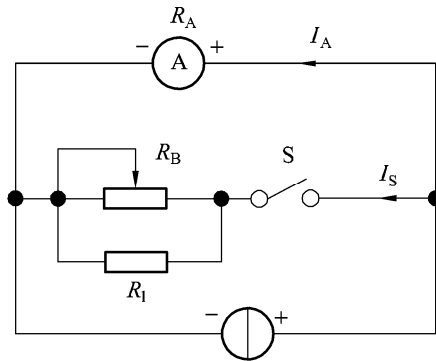 R_A
− A +
I_A
R_B
S
I_S
R_1
− +